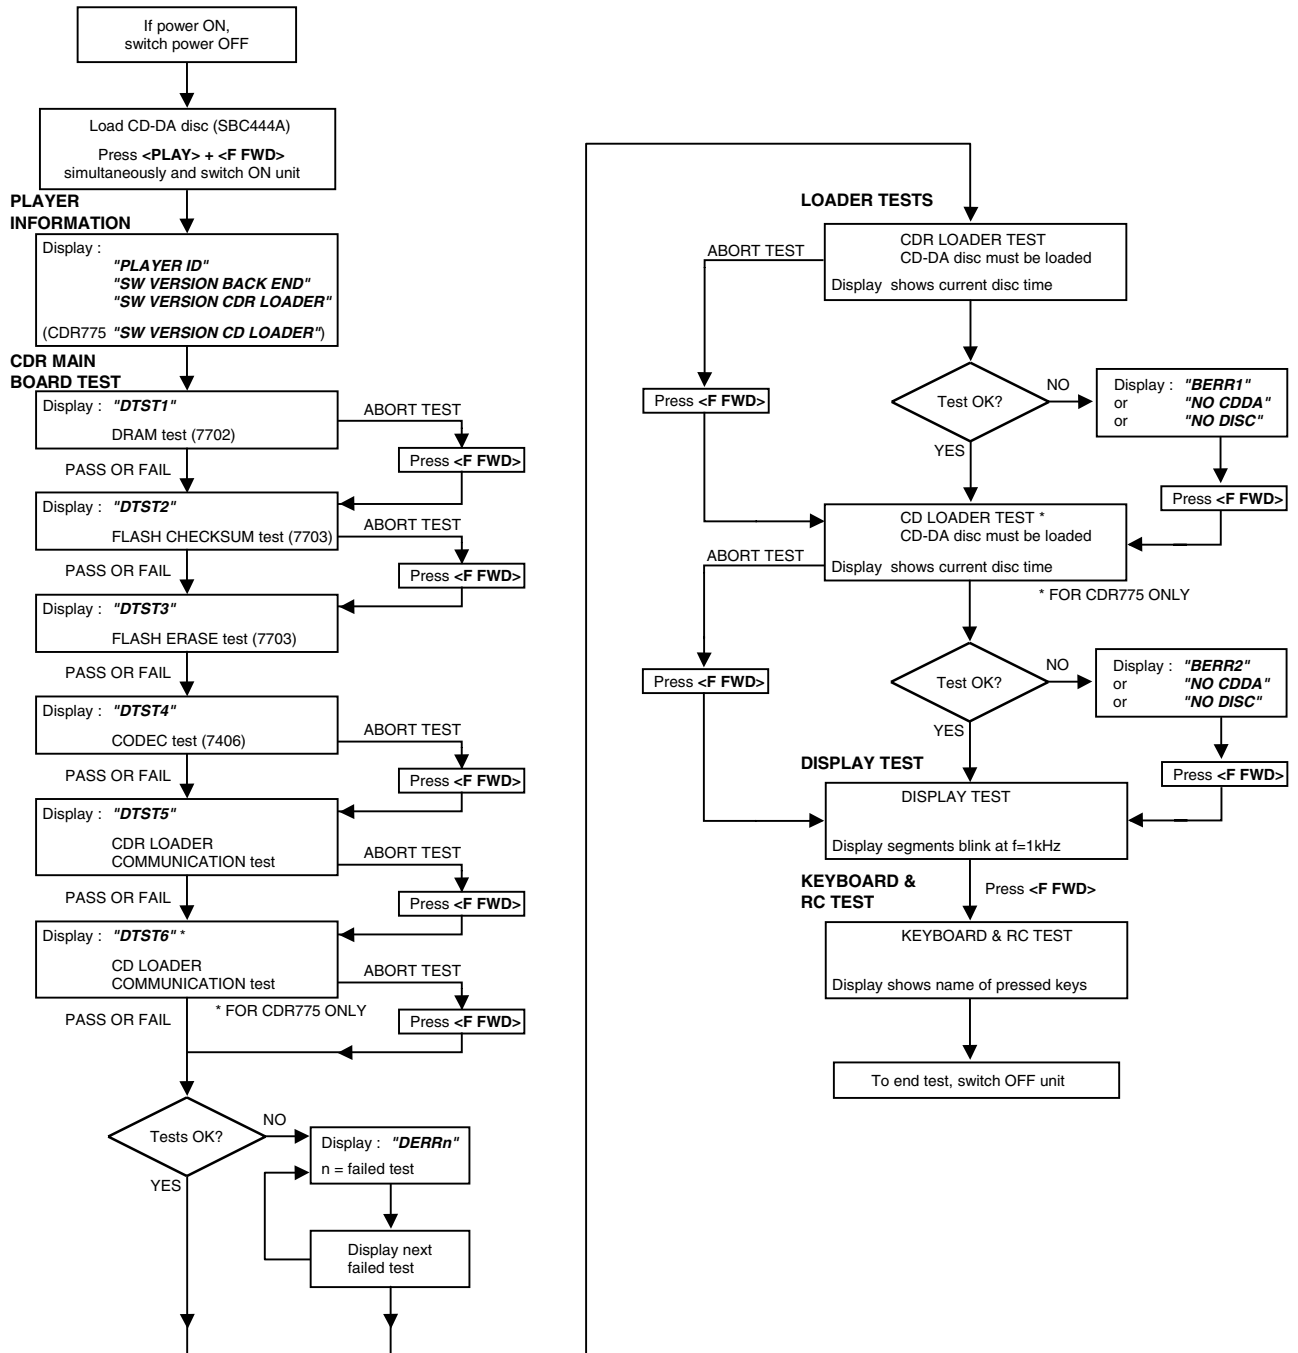 If power ON,
switch power OFF
Load CD-DA disc (SBC444A)
Press <PLAY> + <F FWD>
simultaneously and switch ON unit
PLAYER
INFORMATION
Display :
"PLAYER ID"
"SW VERSION BACK END"
"SW VERSION CDR LOADER"
(CDR775 "SW VERSION CD LOADER")
CDR MAIN
BOARD TEST
Display : "DTST1"
DRAM test (7702)
ABORT TEST
Press <F FWD>
PASS OR FAIL
Display : "DTST2"
FLASH CHECKSUM test (7703)
ABORT TEST
Press <F FWD>
PASS OR FAIL
Display : "DTST3"
FLASH ERASE test (7703)
PASS OR FAIL
Display : "DTST4"
CODEC test (7406)
ABORT TEST
Press <F FWD>
PASS OR FAIL
Display : "DTST5"
CDR LOADER
COMMUNICATION test
ABORT TEST
Press <F FWD>
PASS OR FAIL
Display : "DTST6" *
CD LOADER
COMMUNICATION test
ABORT TEST
* FOR CDR775 ONLY
Press <F FWD>
PASS OR FAIL
Tests OK?
NO
YES
Display : "DERRn"
n = failed test
Display next
failed test
LOADER TESTS
CDR LOADER TEST
CD-DA disc must be loaded
Display shows current disc time
ABORT TEST
Press <F FWD>
Test OK?
NO
YES
Display : "BERR1"
or "NO CDDA"
or "NO DISC"
Press <F FWD>
CD LOADER TEST *
CD-DA disc must be loaded
Display shows current disc time
* FOR CDR775 ONLY
ABORT TEST
Press <F FWD>
Test OK?
NO
YES
Display : "BERR2"
or "NO CDDA"
or "NO DISC"
Press <F FWD>
DISPLAY TEST
DISPLAY TEST
Display segments blink at f=1kHz
KEYBOARD &
RC TEST
Press <F FWD>
KEYBOARD & RC TEST
Display shows name of pressed keys
To end test, switch OFF unit